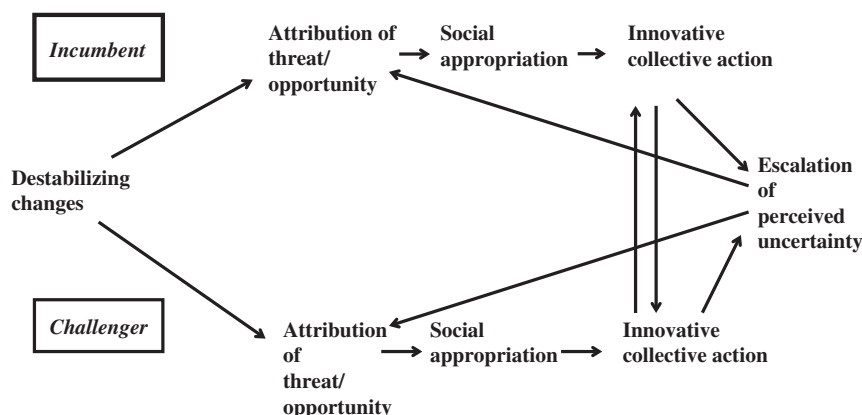 Incumbent
Attribution of
threat/
opportunity
Social
appropriation
Innovative
collective action
Destabilizing
changes
Escalation
of
perceived
uncertainty
Challenger
Attribution
of
threat/
opportunity
Social
appropriation
Innovative
collective action